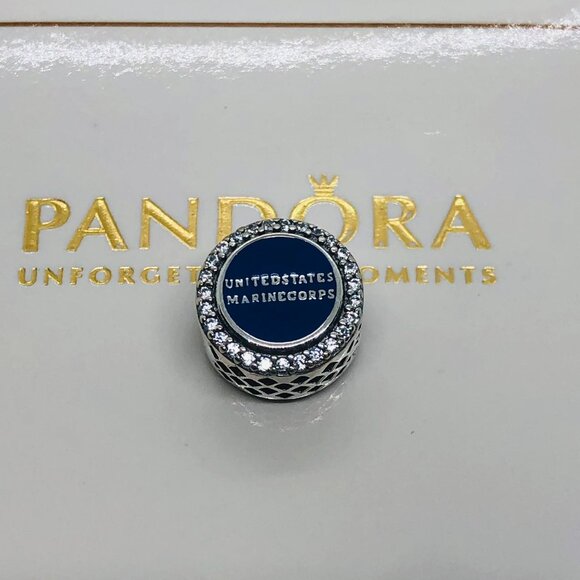 PANDORA
UNFORGET OMENTS
UNITEDSTATES
MARINECORPS